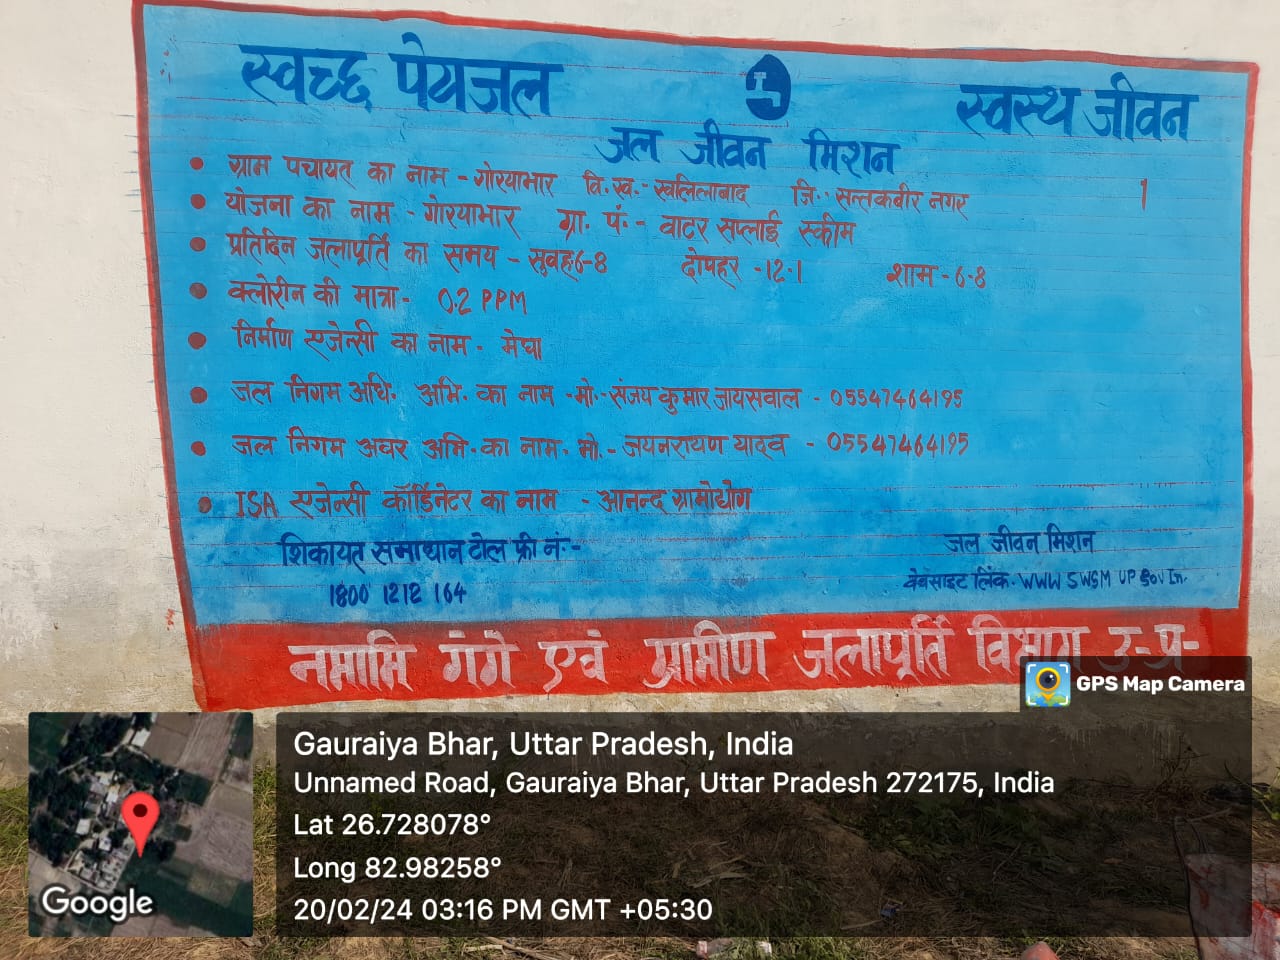 स्वच्छ पेयजल स्वस्थ जीवन
जल जीवन मिशन
• ग्राम पचायत का नाम - गोरयाभार वि.ख.- खलिलाबाद जि.: सन्तकबीर नगर
• योजना का नाम - गोरयाभार ग्रा. पं. - वाटर सप्लाई स्कीम
• प्रतिदिन जलापूर्ति का समय - सुवह 6-8 दोपहर - 12.1 शाम - 6-8
• क्लोरीन की मात्रा - 0.2 PPM
• निर्माण एजेन्सी का नाम - मेघा
• जल निगम अधि. अभि. का नाम - मो. - संजय कुमार जायसवाल - 05547464195
• जल निगम अवर अभि. का नाम - मो. - जयनरायण यादव - 05547464195
• ISA एजेन्सी कॉर्डिनेटर का नाम - आनन्द ग्रामोद्योग
शिकायत समाधान टोल फ्री नं. -
1800 1212 164
जल जीवन मिशन
वेबसाइट लिंक. WWW SWSM UP Gov In.
नमामि गंगे एवं ग्रामीण जलापूर्ति विभाग उ-प्र-
GPS Map Camera
Gauraiya Bhar, Uttar Pradesh, India
Unnamed Road, Gauraiya Bhar, Uttar Pradesh 272175, India
Lat 26.728078°
Long 82.98258°
20/02/24 03:16 PM GMT +05:30
Google